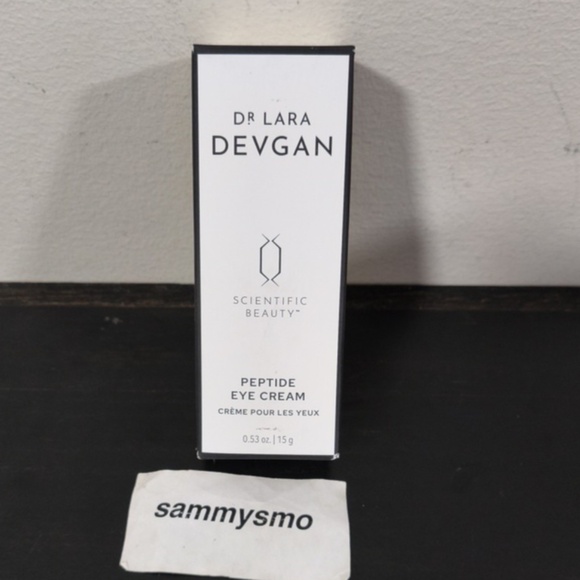 DR LARA
DEVGAN
SCIENTIFIC
BEAUTY™
PEPTIDE
EYE CREAM
CRÈME POUR LES YEUX
0.53 oz. | 15 g
sammysmo